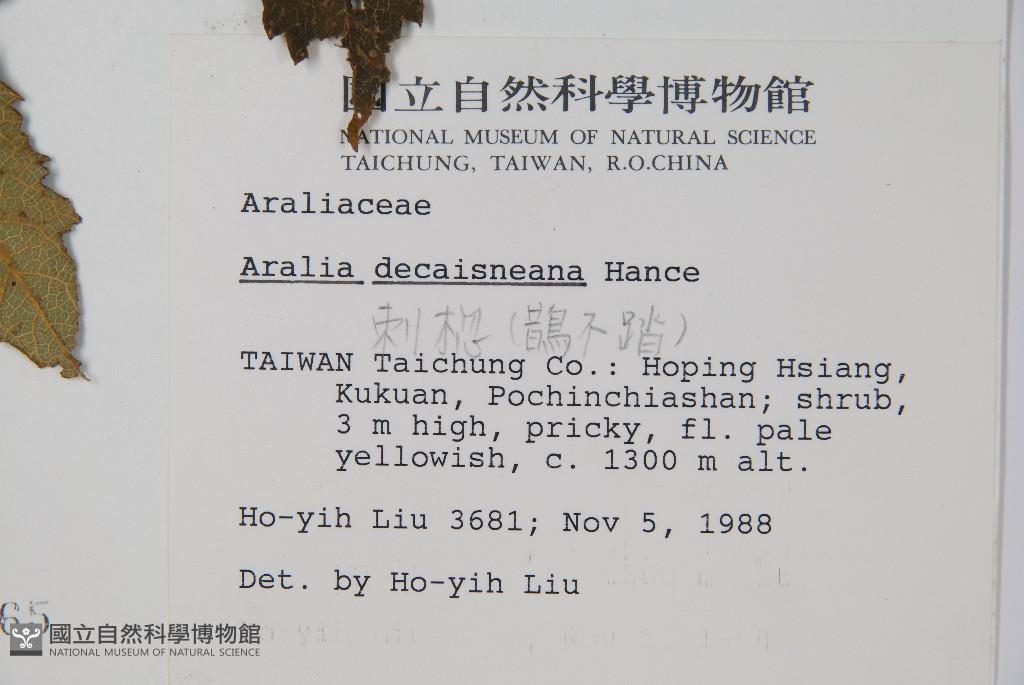 國立自然科學博物館
NATIONAL MUSEUM OF NATURAL SCIENCE
TAICHUNG, TAIWAN, R.O.CHINA
Araliaceae
Aralia decaisneana Hance
刺楤 (鵲不踏)
TAIWAN Taichung Co.: Hoping Hsiang,
Kukuan, Pochinchiashan; shrub,
3 m high, pricky, fl. pale
yellowish, c. 1300 m alt.
Ho-yih Liu 3681; Nov 5, 1988
Det. by Ho-yih Liu
65
國立自然科學博物館
NATIONAL MUSEUM OF NATURAL SCIENCE